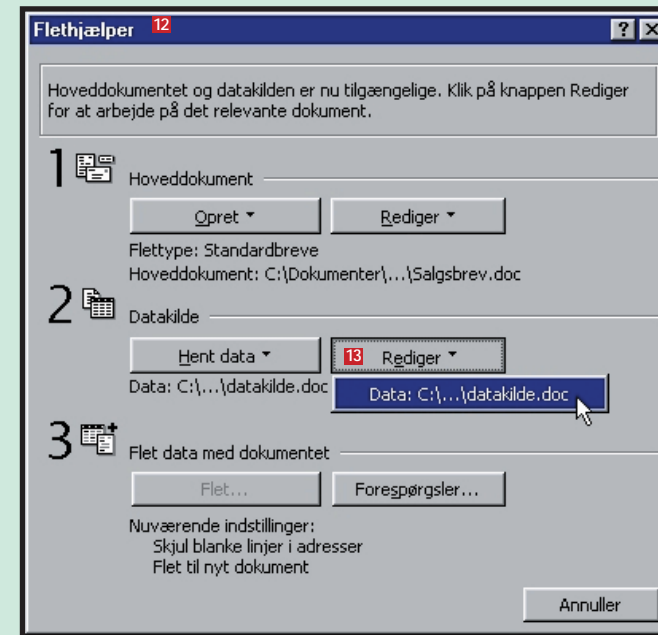 Flethjælper 12
Hoveddokumentet og datakilden er nu tilgængelige. Klik på knappen Rediger
for at arbejde på det relevante dokument.
1 Hoveddokument
Opret Rediger
Flettype: Standardbreve
Hoveddokument: C:\Dokumenter\...\Salgsbrev.doc
2 Datakilde
Hent data 13 Rediger
Data: C:\...\datakilde.doc Data: C:\...\datakilde.doc
3 Flet data med dokumentet
Flet... Forespørgsler...
Nuværende indstillinger:
Skjul blanke linjer i adresser
Flet til nyt dokument
Annuller